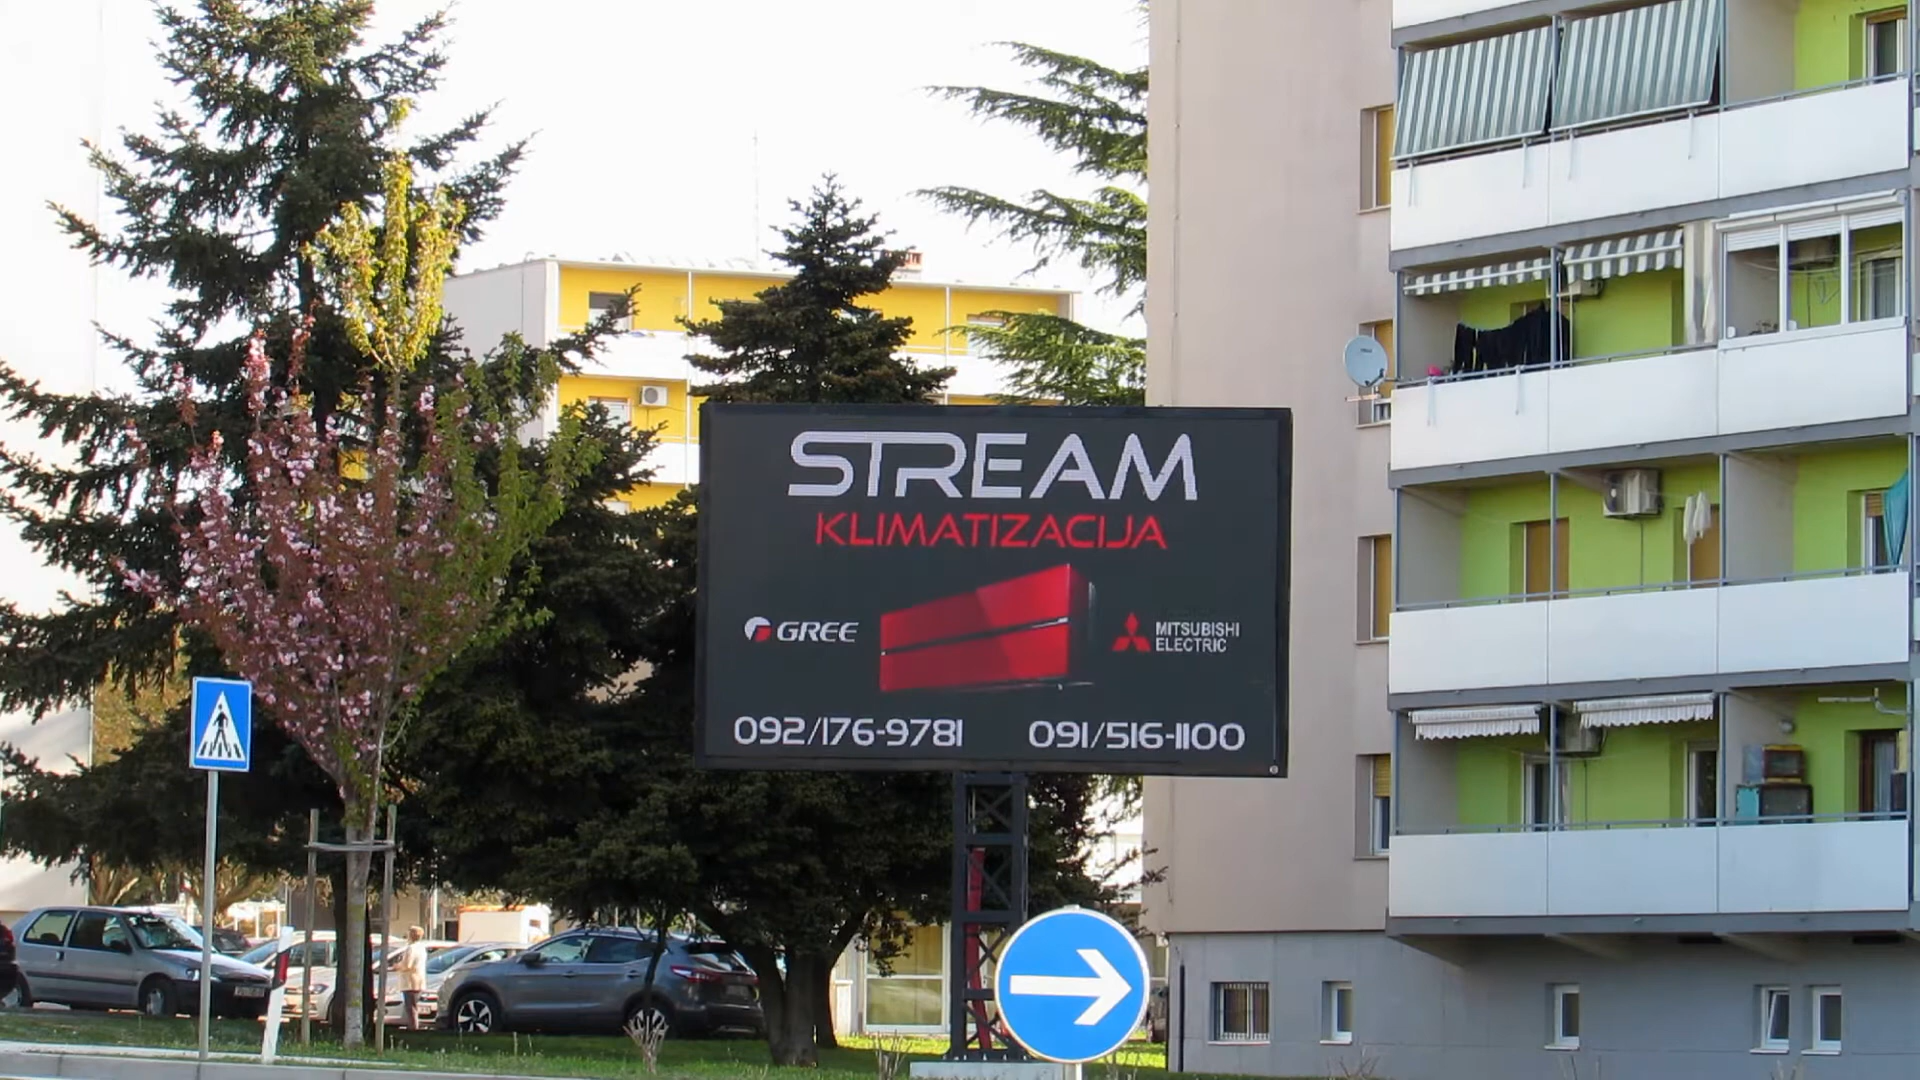 STREAM
KLIMATIZACIJA
GREE
MITSUBISHI
ELECTRIC
092/176-9781
091/516-1100